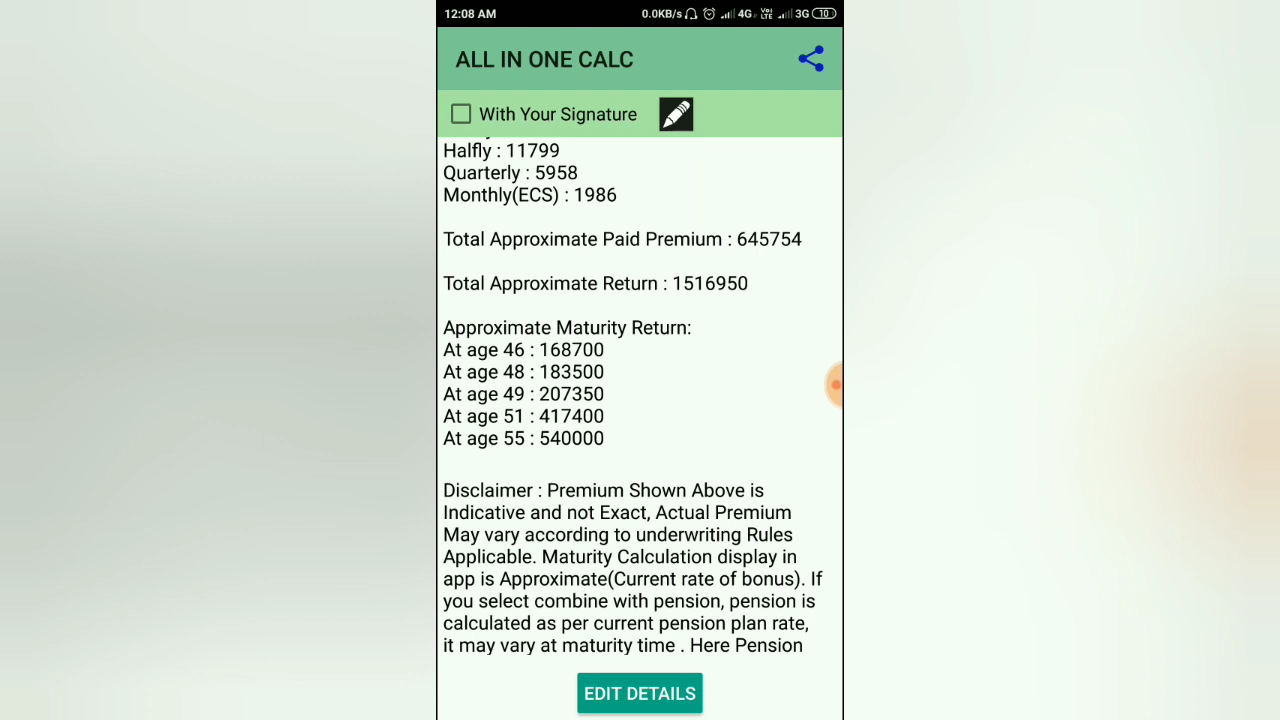 12:08 AM
0.0KB/s 4G VoLTE 3G 10
ALL IN ONE CALC
With Your Signature
Halfly : 11799
Quarterly : 5958
Monthly(ECS) : 1986
Total Approximate Paid Premium : 645754
Total Approximate Return : 1516950
Approximate Maturity Return:
At age 46 : 168700
At age 48 : 183500
At age 49 : 207350
At age 51 : 417400
At age 55 : 540000
Disclaimer : Premium Shown Above is
Indicative and not Exact, Actual Premium
May vary according to underwriting Rules
Applicable. Maturity Calculation display in
app is Approximate(Current rate of bonus). If
you select combine with pension, pension is
calculated as per current pension plan rate,
it may vary at maturity time . Here Pension
EDIT DETAILS